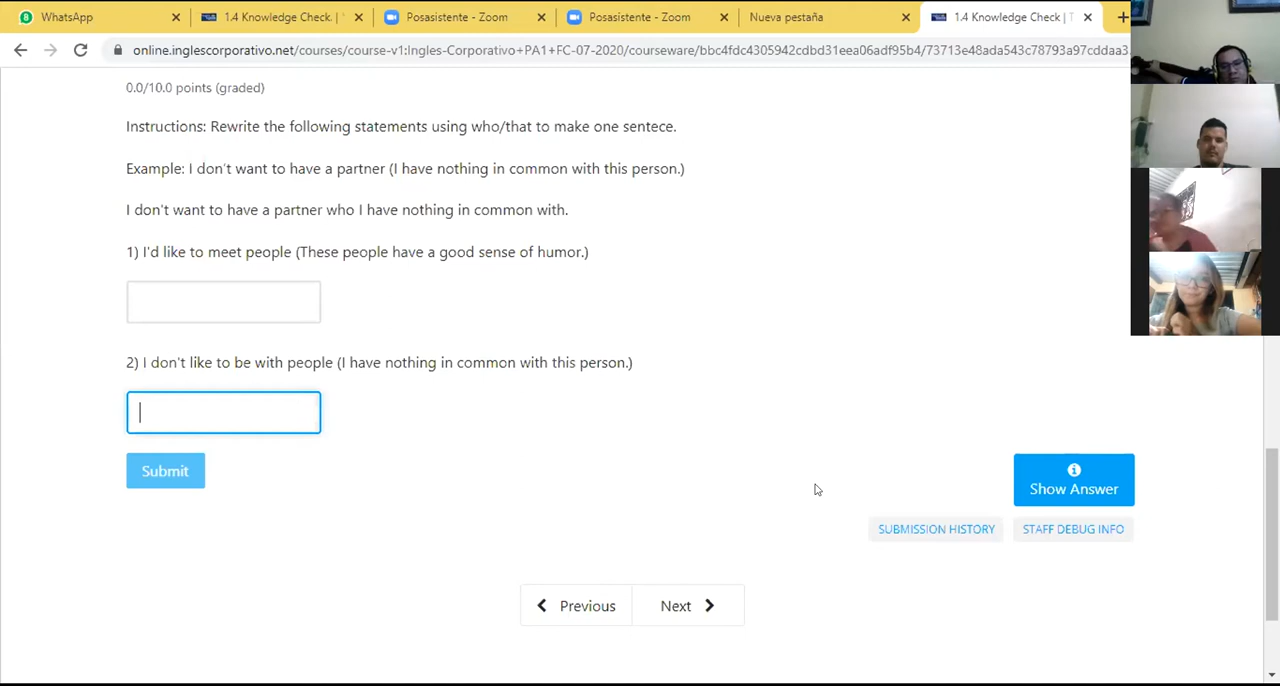 8 WhatsApp 1.4 Knowledge Check. | Posasistente - Zoom Posasistente - Zoom Nueva pestaña 1.4 Knowledge Check | T
online.inglescorporativo.net/courses/course-v1:Ingles-Corporativo+PA1+FC-07-2020/courseware/bbc4fdc4305942cdbd31eea06adf95b4/73713e48ada543c78793a97cddaa3...
0.0/10.0 points (graded)
Instructions: Rewrite the following statements using who/that to make one sentece.
Example: I don't want to have a partner (I have nothing in common with this person.)
I don't want to have a partner who I have nothing in common with.
1) I'd like to meet people (These people have a good sense of humor.)
2) I don't like to be with people (I have nothing in common with this person.)
Submit
Show Answer
SUBMISSION HISTORY STAFF DEBUG INFO
Previous Next